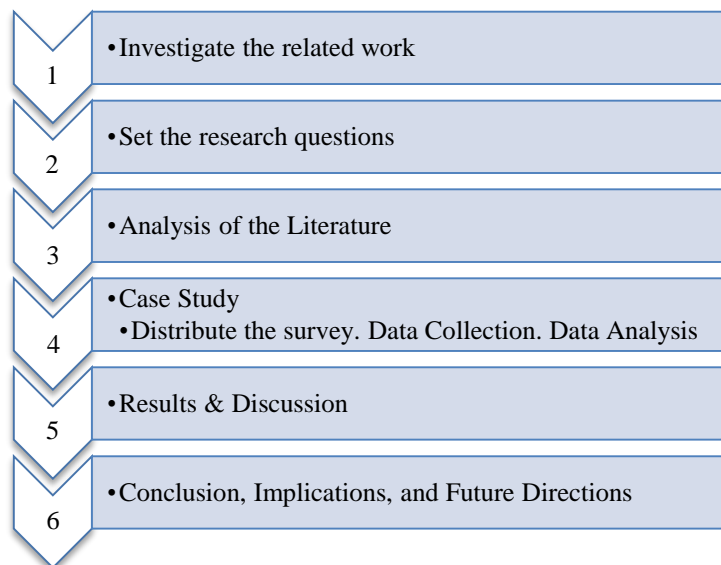 1
•Investigate the related work
2
•Set the research questions
3
•Analysis of the Literature
4
•Case Study
•Distribute the survey. Data Collection. Data Analysis
5
•Results & Discussion
6
•Conclusion, Implications, and Future Directions